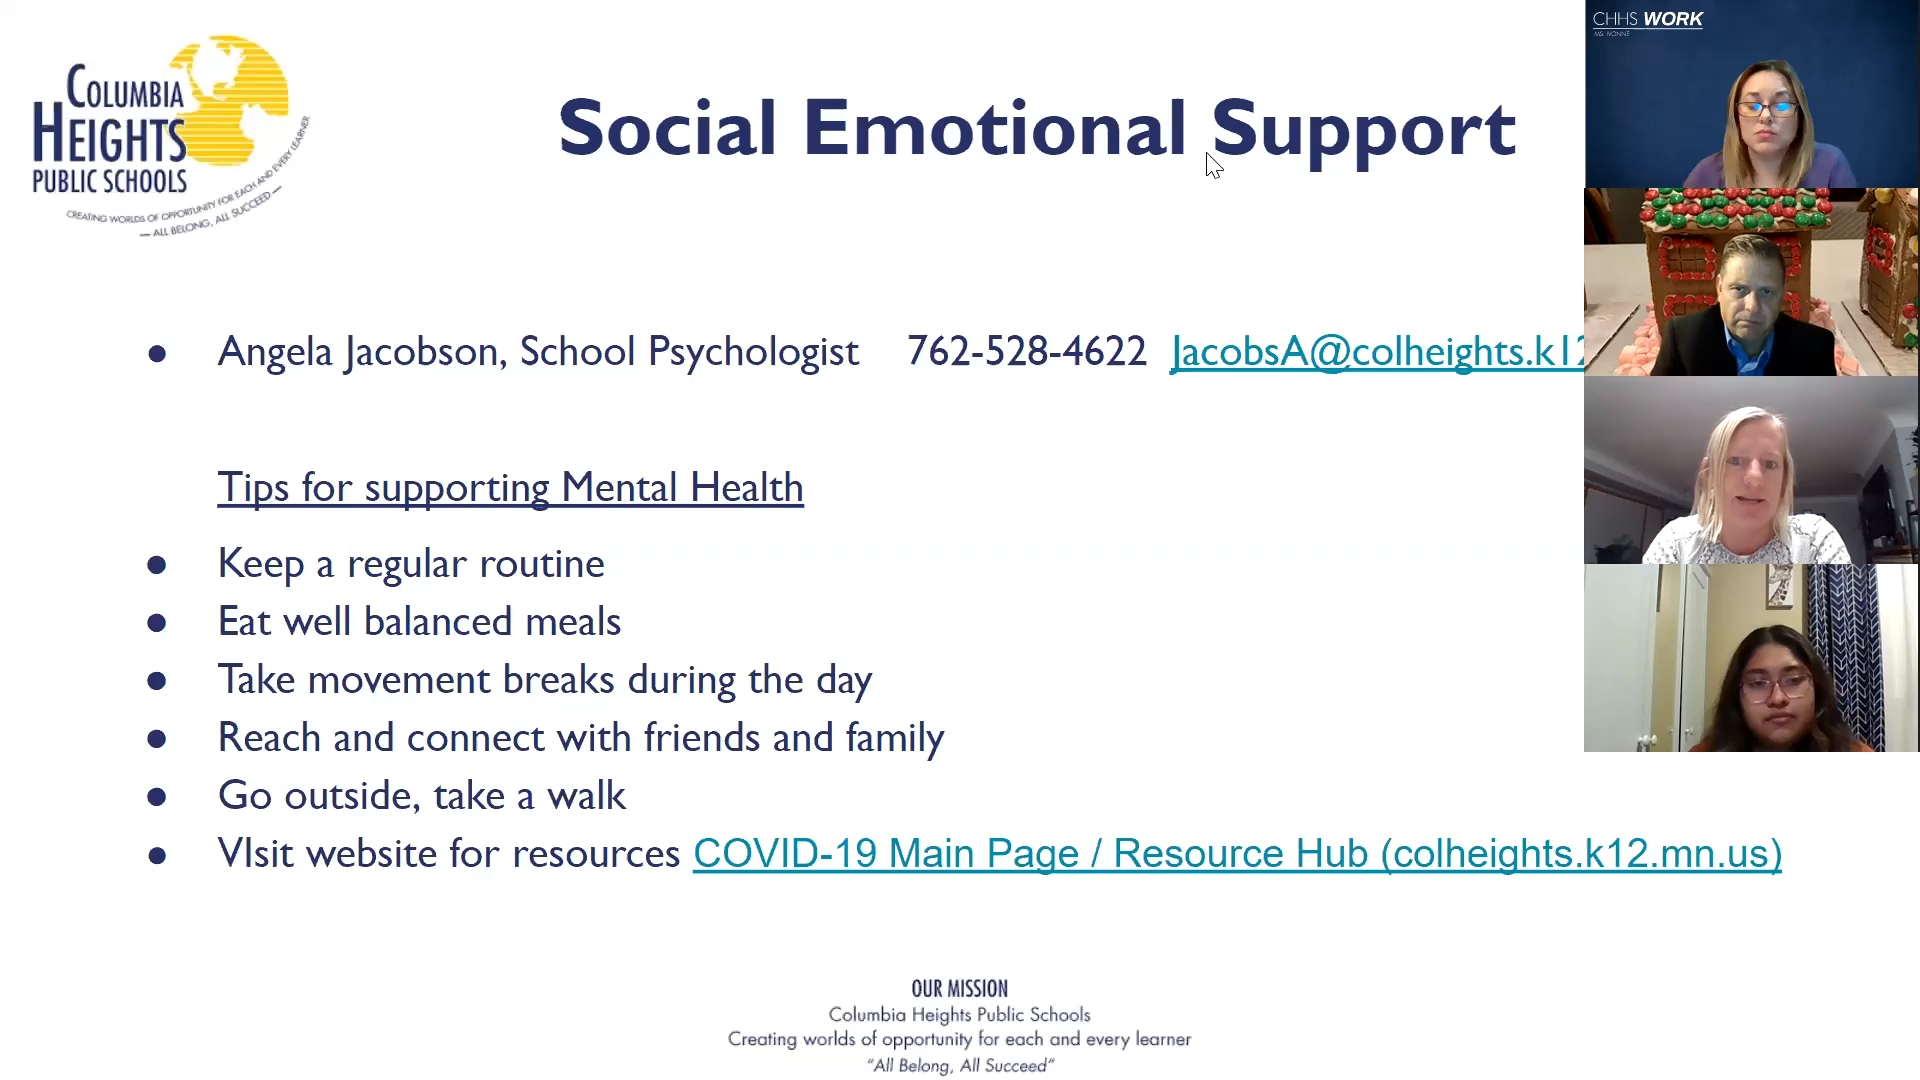 COLUMBIA
HEIGHTS
PUBLIC SCHOOLS
CREATING WORLDS OF OPPORTUNITY FOR EACH AND EVERY LEARNER
— ALL BELONG, ALL SUCCEED —
Social Emotional Support
CHHS WORK
MS. MONNE
● Angela Jacobson, School Psychologist 762-528-4622 JacobsA@colheights.k12
Tips for supporting Mental Health
● Keep a regular routine
● Eat well balanced meals
● Take movement breaks during the day
● Reach and connect with friends and family
● Go outside, take a walk
● VIsit website for resources COVID-19 Main Page / Resource Hub (colheights.k12.mn.us)
OUR MISSION
Columbia Heights Public Schools
Creating worlds of opportunity for each and every learner
“All Belong, All Succeed”